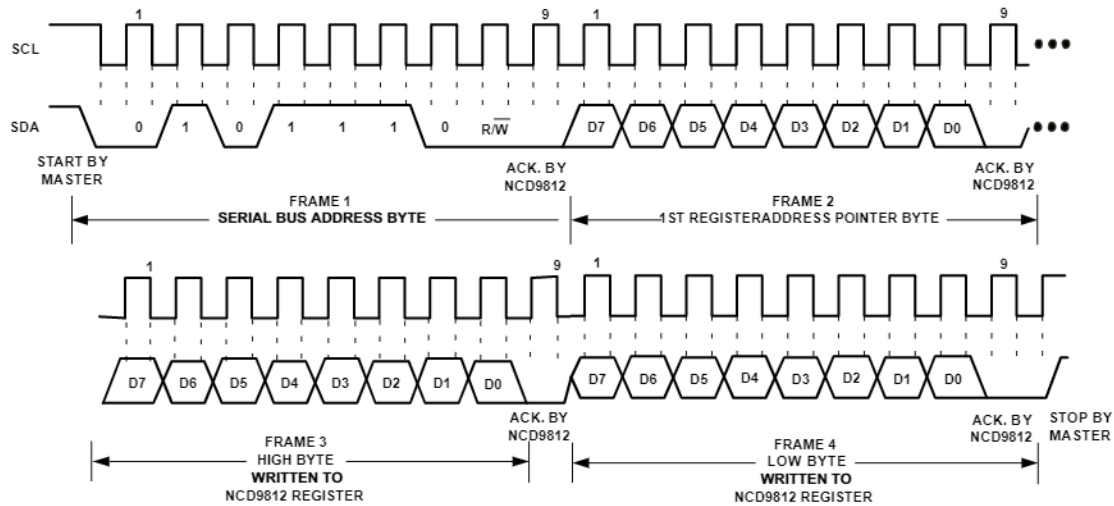 1 9 1 9
SCL
SDA
0 1 0 1 1 1 0 R/W D7 D6 D5 D4 D3 D2 D1 D0
START BY
MASTER
ACK. BY
NCD9812
ACK. BY
NCD9812
FRAME 1
SERIAL BUS ADDRESS BYTE
FRAME 2
1ST REGISTERADDRESS POINTER BYTE
1 9 1 9
D7 D6 D5 D4 D3 D2 D1 D0 D7 D6 D5 D4 D3 D2 D1 D0
ACK. BY
NCD9812
ACK. BY
NCD9812
STOP BY
MASTER
FRAME 3
HIGH BYTE
WRITTEN TO
NCD9812 REGISTER
FRAME 4
LOW BYTE
WRITTEN TO
NCD9812 REGISTER